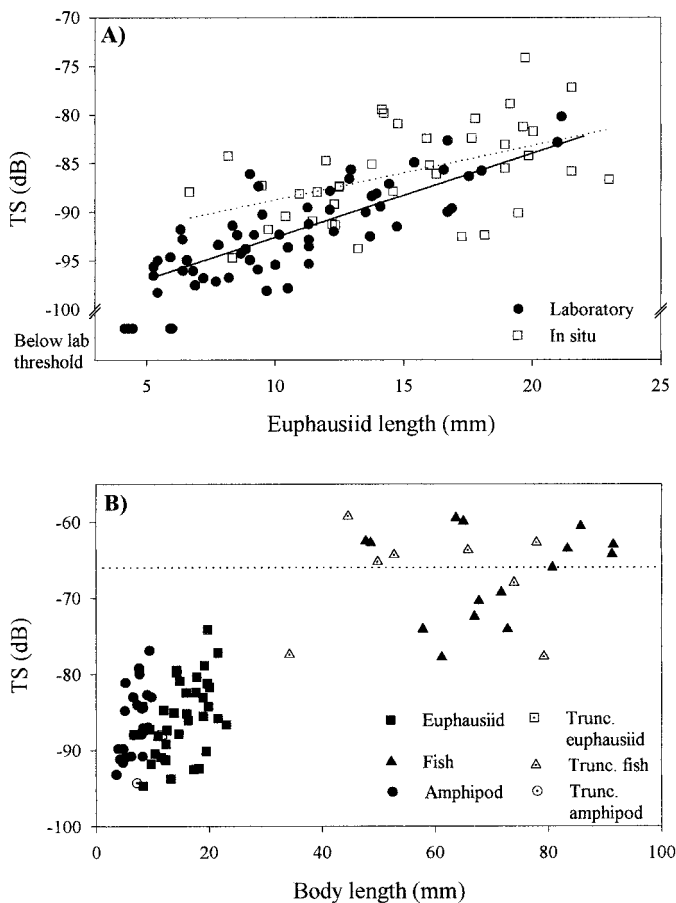 A)
TS (dB)
-70
-75
-80
-85
-90
-95
-100
Below lab
threshold
Laboratory
In situ
5
10
15
20
25
Euphausiid length (mm)
B)
TS (dB)
-60
-70
-80
-90
-100
Euphausiid
Fish
Amphipod
Trunc.
euphausiid
Trunc. fish
Trunc.
amphipod
0
20
40
60
80
100
Body length (mm)